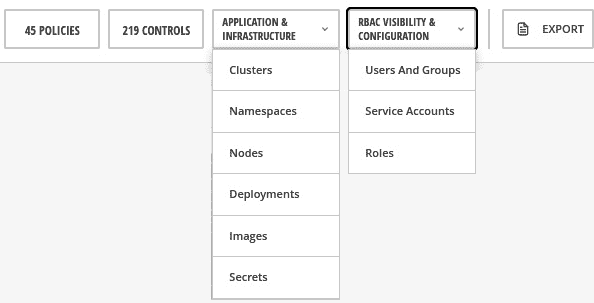 45 POLICIES
219 CONTROLS
APPLICATION &
INFRASTRUCTURE
RBAC VISIBILITY &
CONFIGURATION
EXPORT
Clusters
Namespaces
Nodes
Deployments
Images
Secrets
Users And Groups
Service Accounts
Roles